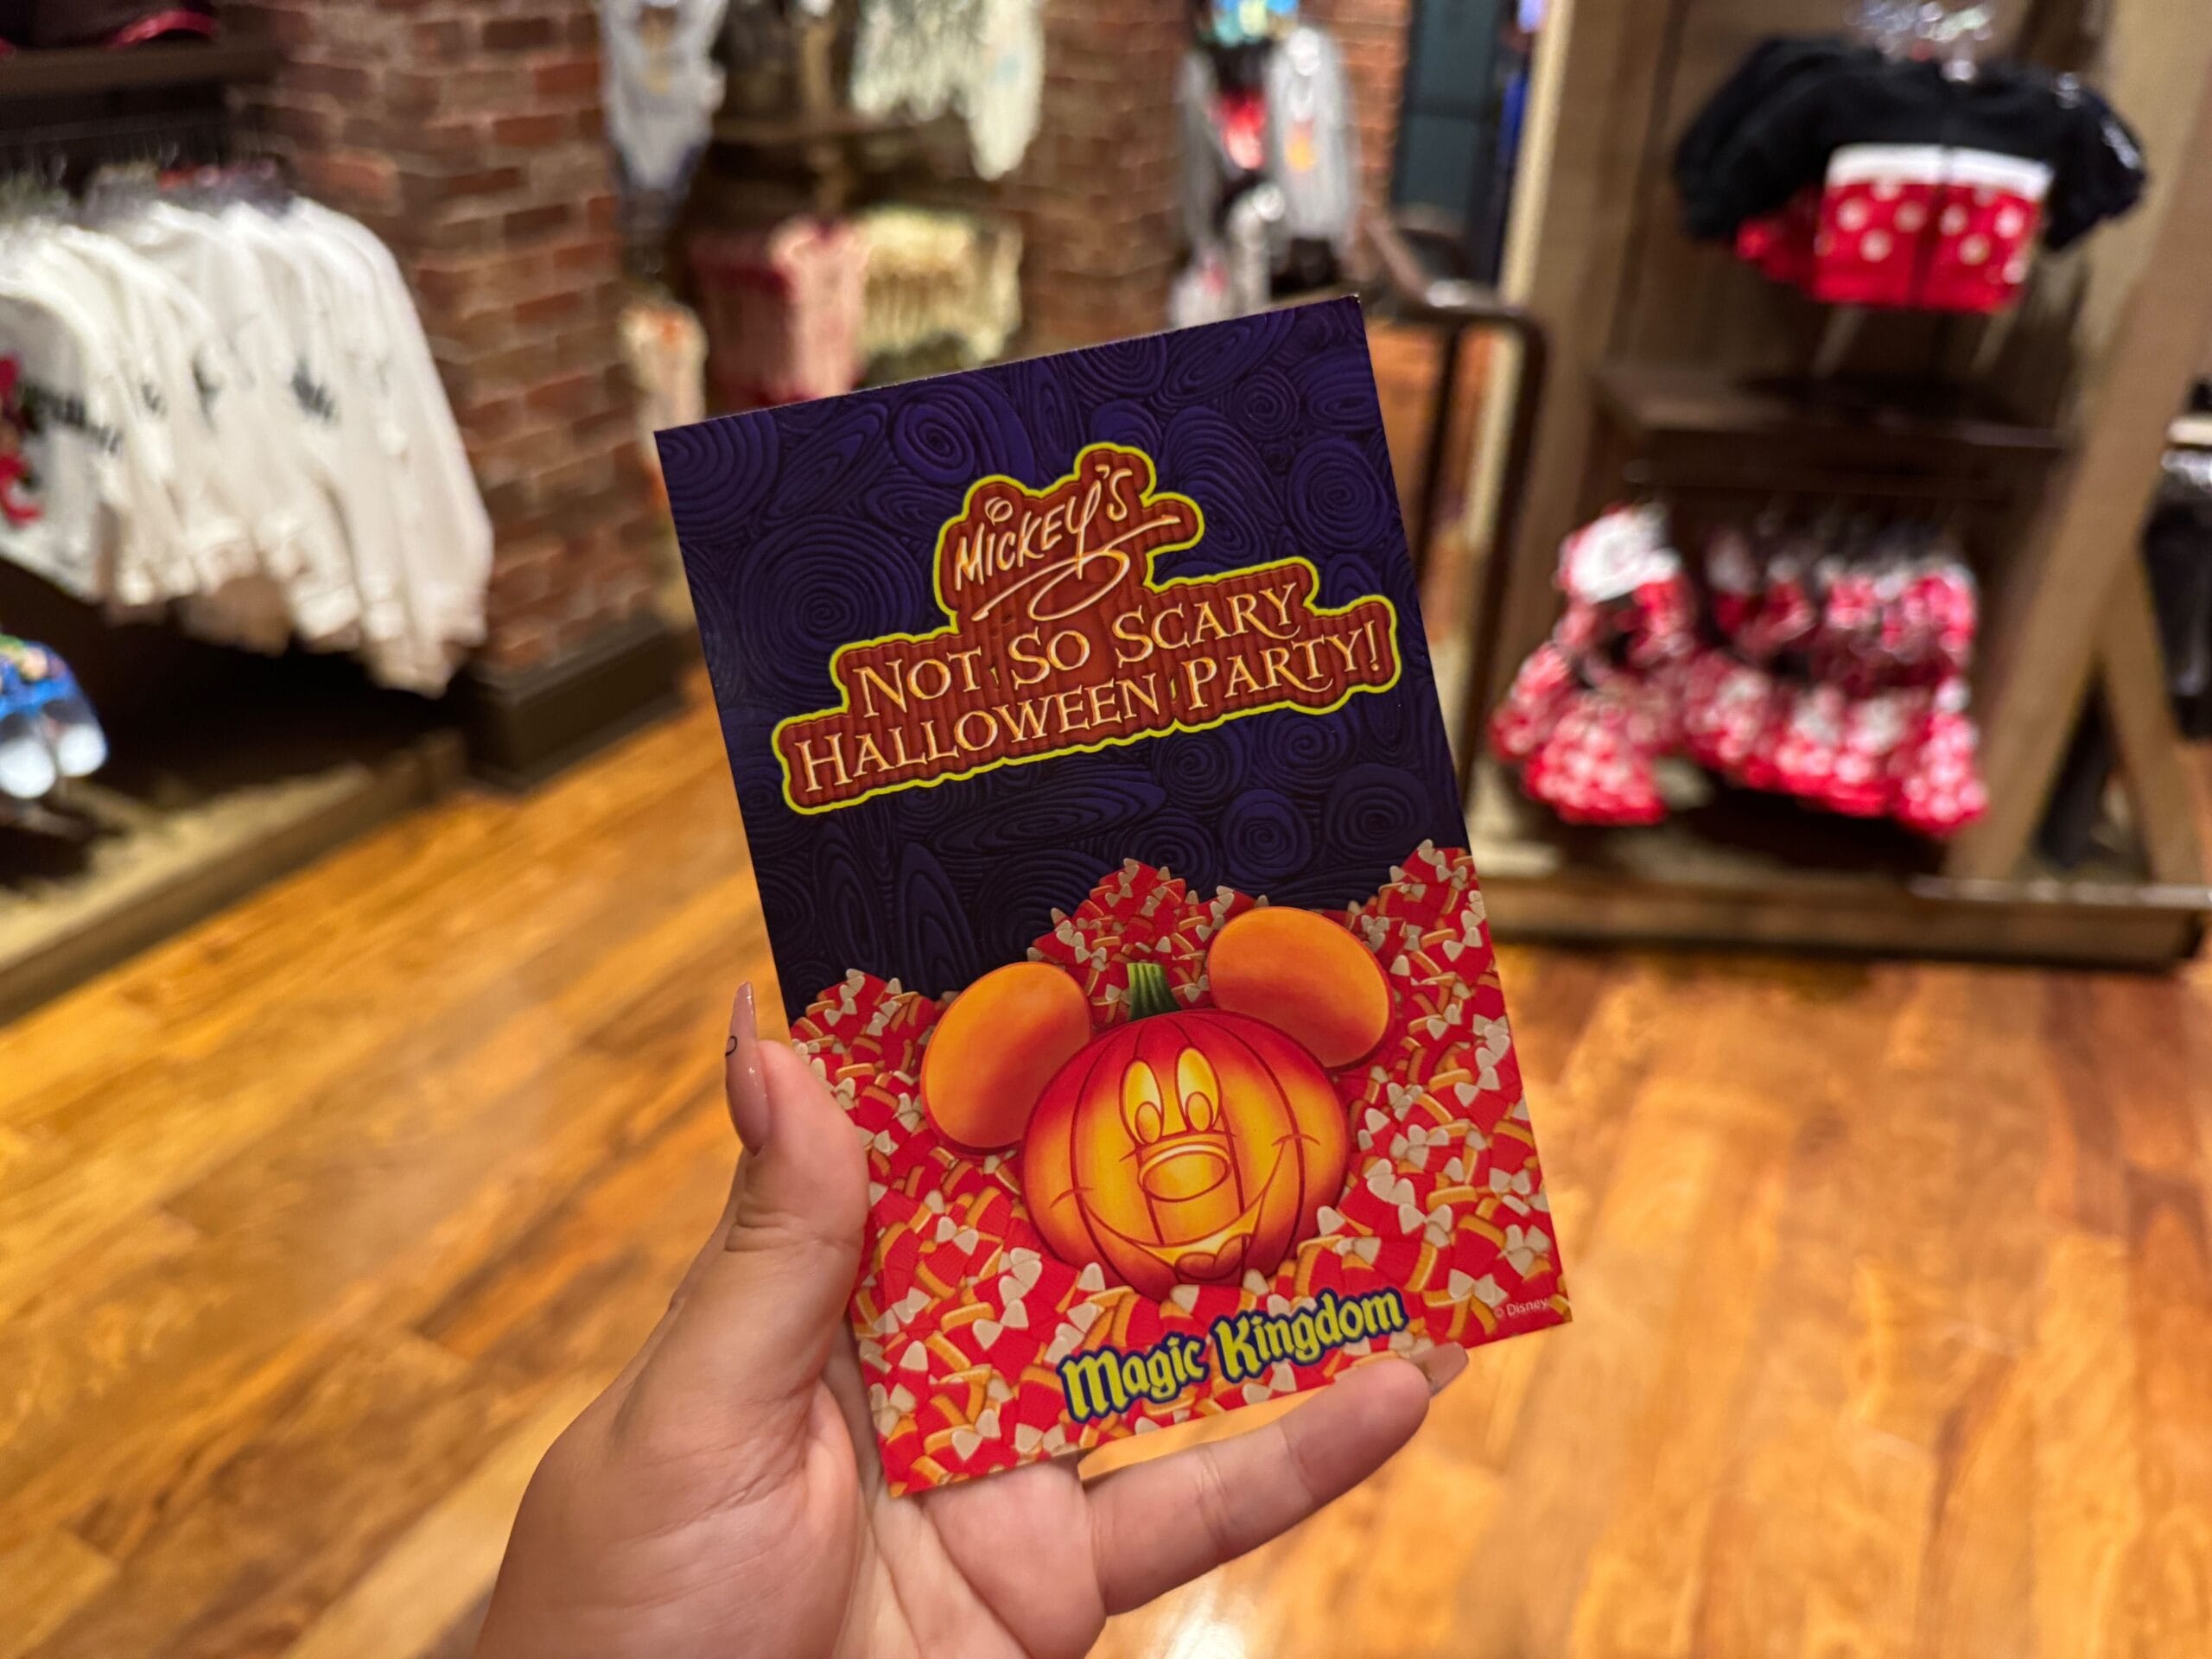 Mickey's
Not So Scary
Halloween Party!
Magic Kingdom
© Disney